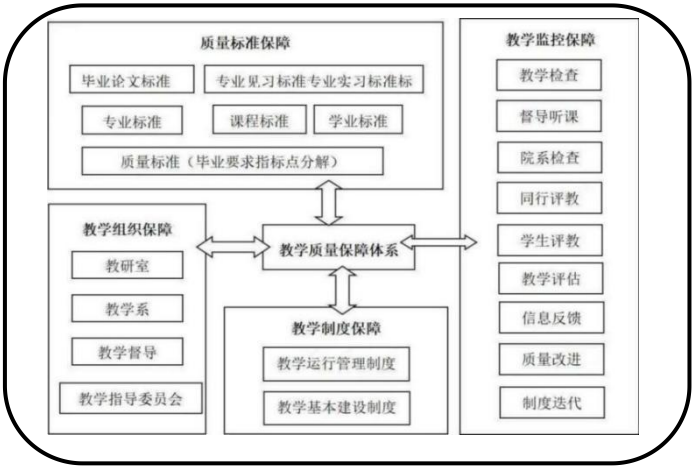 质量标准保障
毕业论文标准
专业见习标准专业实习标准标
专业标准
课程标准
学业标准
质量标准（毕业要求指标点分解）
教学组织保障
教研室
教学系
教学督导
教学指导委员会
教学质量保障体系
教学制度保障
教学运行管理制度
教学基本建设制度
教学监控保障
教学检查
督导听课
院系检查
同行评教
学生评教
教学评估
信息反馈
质量改进
制度迭代